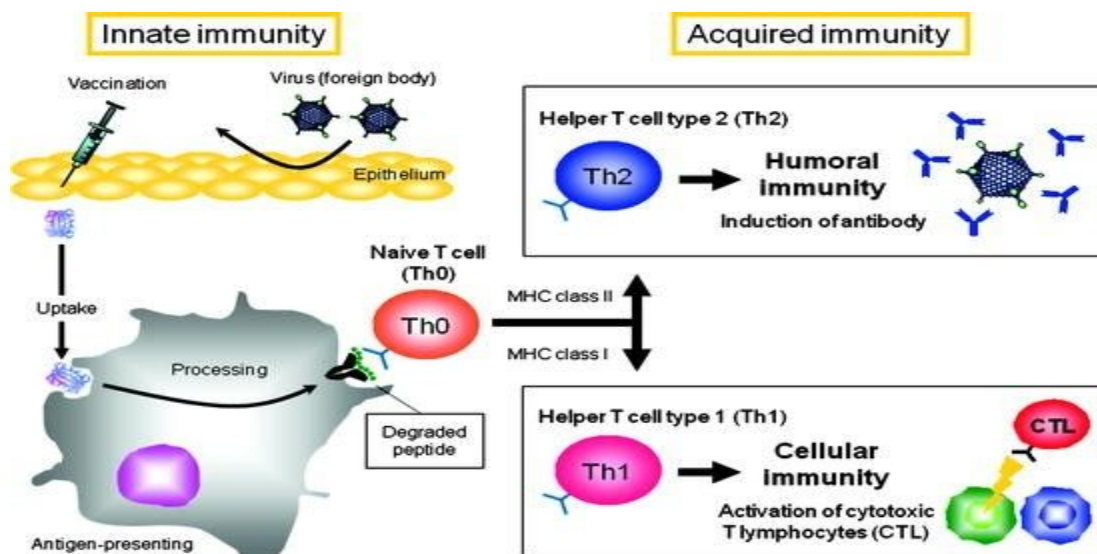 Innate immunity
Vaccination
Virus (foreign body)
Epithelium
Uptake
Processing
Naive T cell
(Th0)
Th0
Degraded
peptide
Antigen-presenting
MHC class II
MHC class I
Acquired immunity
Helper T cell type 2 (Th2)
Th2
Humoral
immunity
Induction of antibody
Helper T cell type 1 (Th1)
Th1
Cellular
immunity
Activation of cytotoxic
T lymphocytes (CTL)
CTL